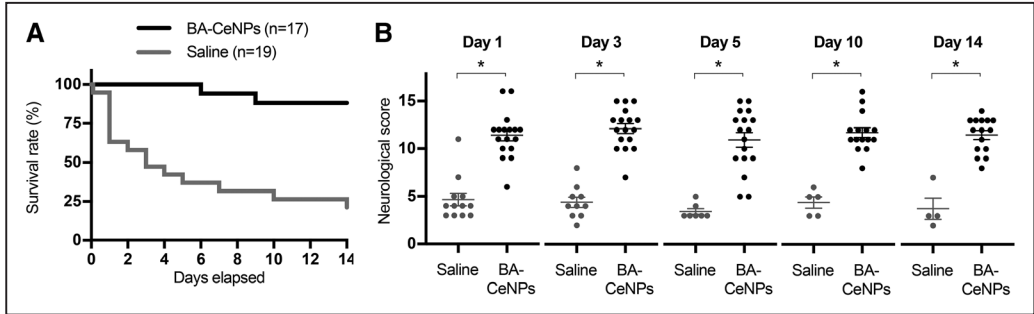 A
BA-CeNPs (n=17)
Saline (n=19)
Survival rate (%)
100
75
50
25
0
0 2 4 6 8 10 12 14
Days elapsed
B
Day 1 Day 3 Day 5 Day 10 Day 14
* * * * *
Neurological score
15
10
5
0
Saline BA- Saline BA- Saline BA- Saline BA- Saline BA-
CeNPs CeNPs CeNPs CeNPs CeNPs